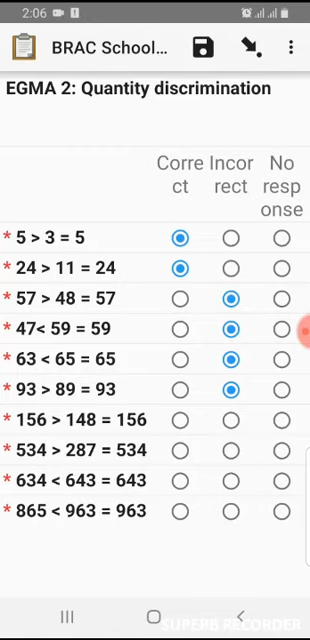 2:06
BRAC School...
EGMA 2: Quantity discrimination
Corre Incor No
ct rect resp
onse
* 5 > 3 = 5
* 24 > 11 = 24
* 57 > 48 = 57
* 47< 59 = 59
* 63 < 65 = 65
* 93 > 89 = 93
* 156 > 148 = 156
* 534 > 287 = 534
* 634 < 643 = 643
* 865 < 963 = 963
SUPERB RECORDER